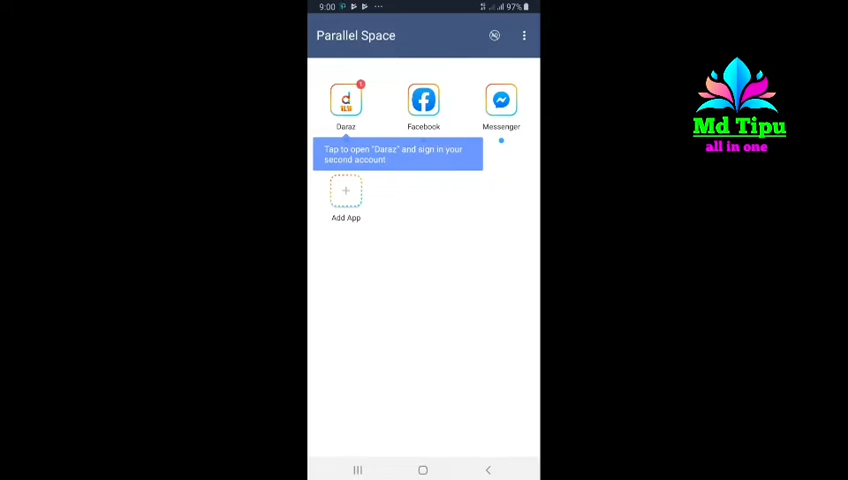 9:00
97%
Parallel Space
1
Daraz
Facebook
Messenger
Tap to open "Daraz" and sign in your
second account
Add App
Md Tipu
all in one